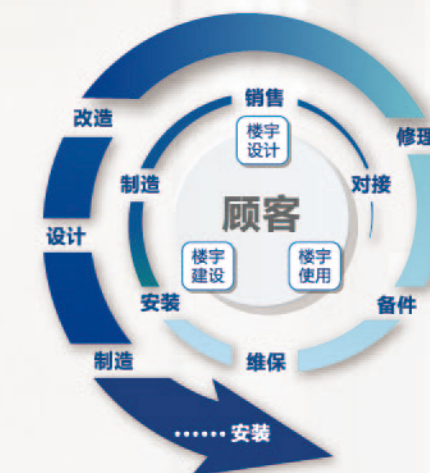 销售
楼宇
设计
改造
修理
制造
对接
顾客
设计
楼宇
建设
楼宇
使用
安装
备件
制造
维保
……安装